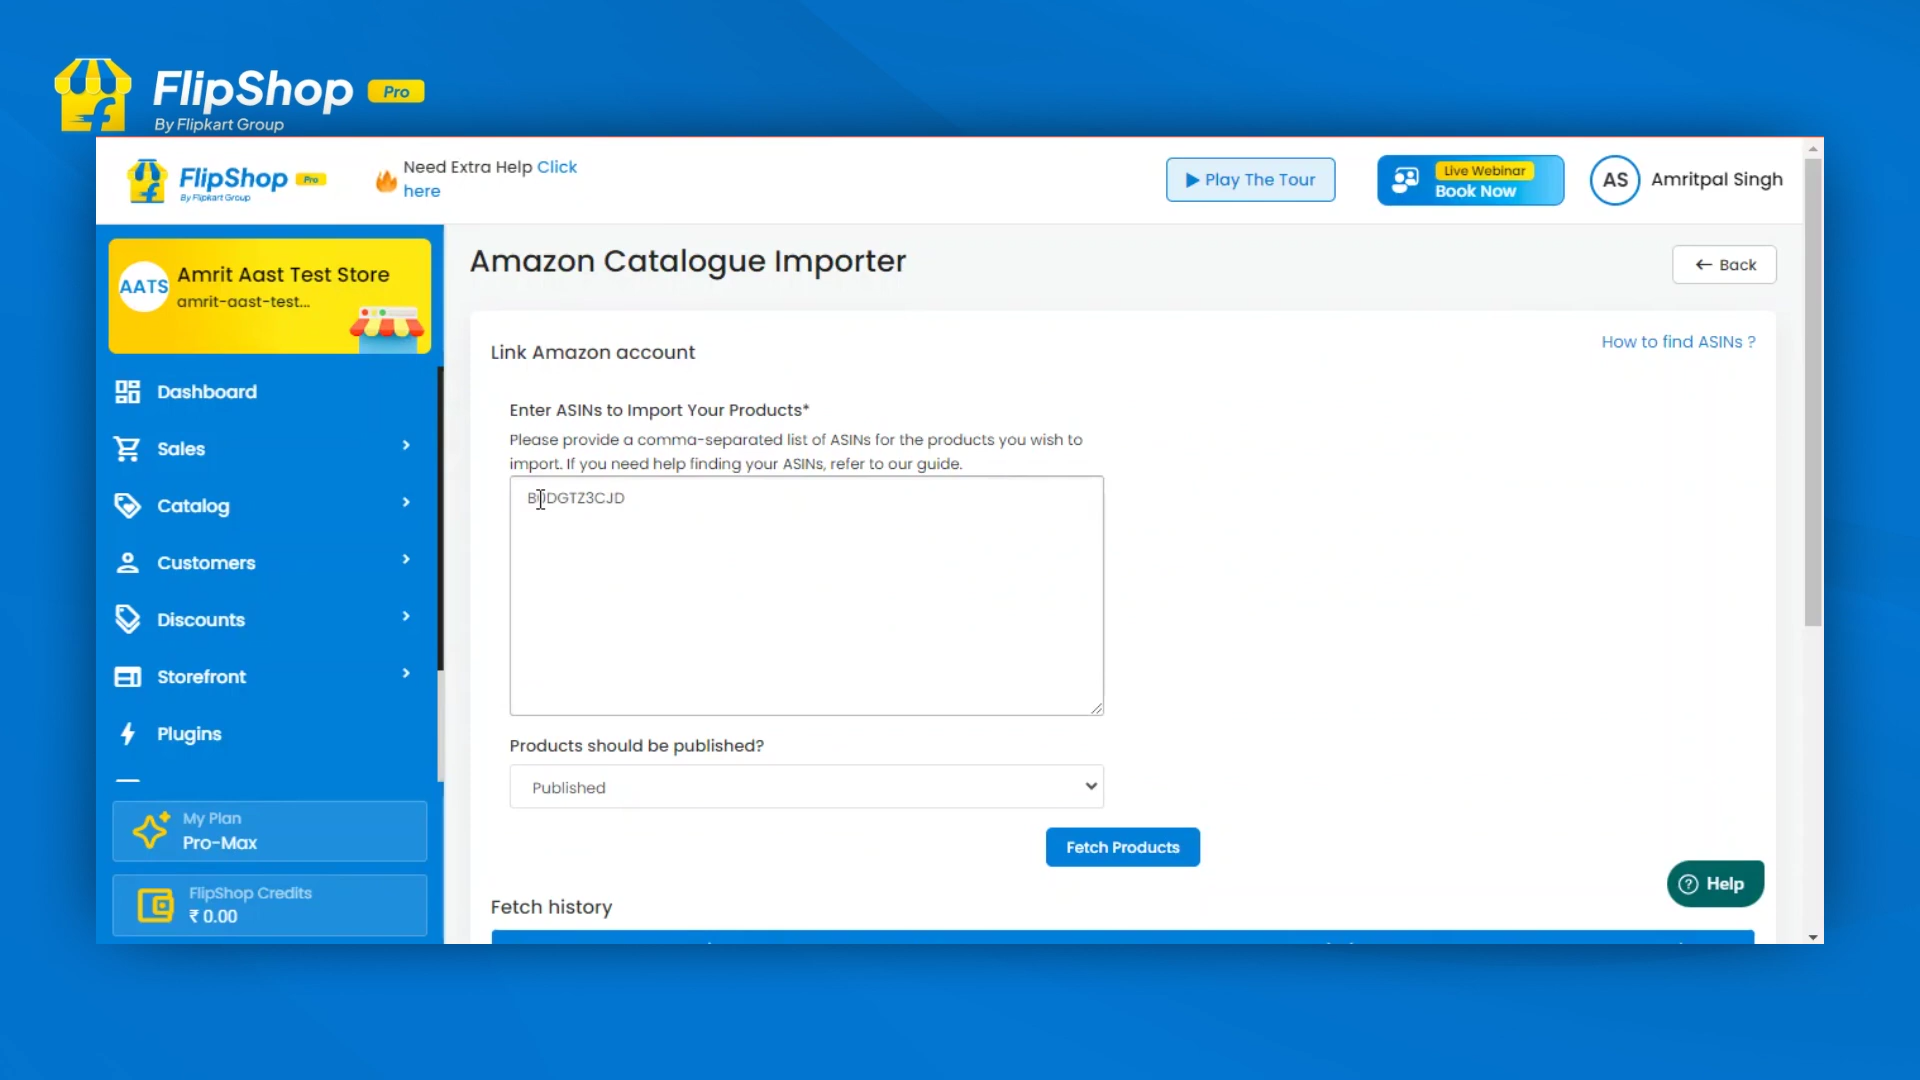 FlipShop Pro
By Flipkart Group
FlipShop Pro
By Flipkart Group
Need Extra Help Click
here
Play The Tour
Live Webinar
Book Now
AS
Amritpal Singh
AATS
Amrit Aast Test Store
amrit-aast-test...
Dashboard
Sales
Catalog
Customers
Discounts
Storefront
Plugins
My Plan
Pro-Max
FlipShop Credits
₹ 0.00
Amazon Catalogue Importer
← Back
Link Amazon account
How to find ASINs ?
Enter ASINs to Import Your Products*
Please provide a comma-separated list of ASINs for the products you wish to
import. If you need help finding your ASINs, refer to our guide.
B0DGTZ3CJD
Products should be published?
Published
Fetch Products
Help
Fetch history